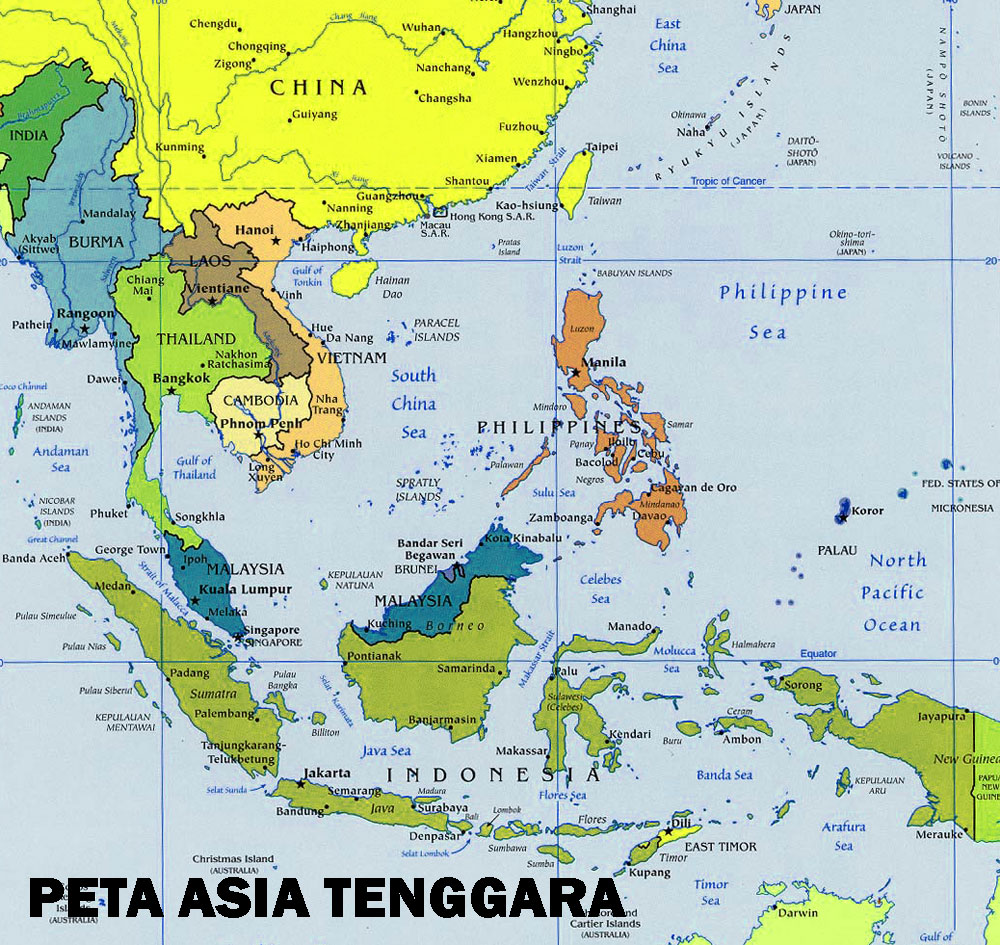 100
120
140
Shanghai
JAPAN
Chengdu
Chang Jiang
Wuhan
Hangzhou
East
China
Sea
Chongqing
Ningbo
Zigong
Nanchang
Wenzhou
CHINA
Changsha
Guiyang
Fuzhou
Okinawa
Naha
RYUKYU ISLANDS
(JAPAN)
NAMPŌ SHOTŌ
(JAPAN)
BONIN
ISLANDS
Brahmaputra
INDIA
Kunming
Xiamen
Taipei
Taiwan Strait
DAITŌ-
SHOTŌ
(JAPAN)
VOLCANO
ISLANDS
Xi Jiang
Shantou
Tropic of Cancer
Guangzhou
Nanning
Kao-hsiung
Taiwan
Mandalay
Zhanjiang
Macau
S.A.R.
Hong Kong S.A.R.
Akyab
(Sittwe)
BURMA
Hanoi
Haiphong
Pratas
Island
Luzon
Strait
Okino-tori-
shima
(JAPAN)
20
20
LAOS
Gulf of
Tonkin
Hainan
Dao
BABUYAN ISLANDS
Chiang
Mai
Vientiane
Vinh
Philippine
Sea
Rangoon
Pathein
Mawlamyine
THAILAND
Hue
Da Nang
PARACEL
ISLANDS
Luzon
Nakhon
Ratchasima
VIETNAM
Manila
Coco Channel
Dawei
Bangkok
South
China
Sea
ANDAMAN
ISLANDS
(INDIA)
CAMBODIA
Nha
Trang
Mindoro
Phnom Penh
PHILIPPINES
Samar
Andaman
Sea
Gulf of
Thailand
Ho Chi Minh
City
Panay
Iloilo
Cebu
Long
Xuyen
Palawan
Bacolod
Negros
NICOBAR
ISLANDS
(INDIA)
SPRATLY
ISLANDS
Sulu Sea
Cagayan de Oro
FED. STATES OF
MICRONESIA
Phuket
Songkhla
Zamboanga
Mindanao
Davao
Koror
Great Channel
Banda Aceh
George Town
Ipoh
Bandar Seri
Begawan
BRUNEI
Kota Kinabalu
PALAU
MALAYSIA
Strait of Malacca
KEPULAUAN
NATUNA
Celebes
Sea
North
Pacific
Ocean
Medan
Kuala Lumpur
Melaka
MALAYSIA
Pulau Simeulue
Kuching
Borneo
Singapore
SINGAPORE
Manado
Halmahera
Pulau Nias
Pontianak
Makassar Strait
Molucca
Sea
Equator
0
0
Padang
Samarinda
Palu
Pulau Siberut
Sumatra
Pulau
Bangka
Selat Karimata
Sulawesi
(Celebes)
Sorong
KEPULAUAN
MENTAWAI
Palembang
Billiton
Banjarmasin
Kendari
Buru
Ceram
Ambon
Jayapura
Tanjungkarang-
Telukbetung
Java Sea
Makassar
New Guinea
Jakarta
INDONESIA
Banda Sea
KEPULAUAN
ARU
PAPUA
NEW
GUINEA
Selat Sunda
Semarang
Madura
Flores Sea
Bandung
Java
Surabaya
Bali
Lombok
Flores
Dili
Arafura
Sea
Merauke
Denpasar
Selat Lombok
Sumbawa
Sumba
EAST TIMOR
Timor
Kupang
Christmas Island
(AUSTRALIA)
Timor
Sea
PETA ASIA TENGGARA
(AUSTRALIA)
Cartier Islands
(AUSTRALIA)
Darwin
Gulf of